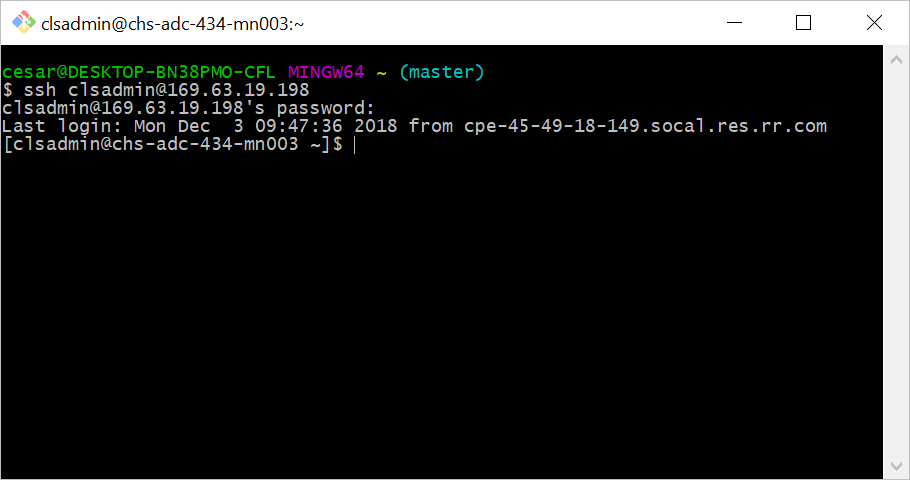 clsadmin@chs-adc-434-mn003:~
cesar@DESKTOP-BN38PMO-CFL MINGW64 ~ (master)
$ ssh clsadmin@169.63.19.198
clsadmin@169.63.19.198's password:
Last login: Mon Dec  3 09:47:36 2018 from cpe-45-49-18-149.socal.res.rr.com
[clsadmin@chs-adc-434-mn003 ~]$